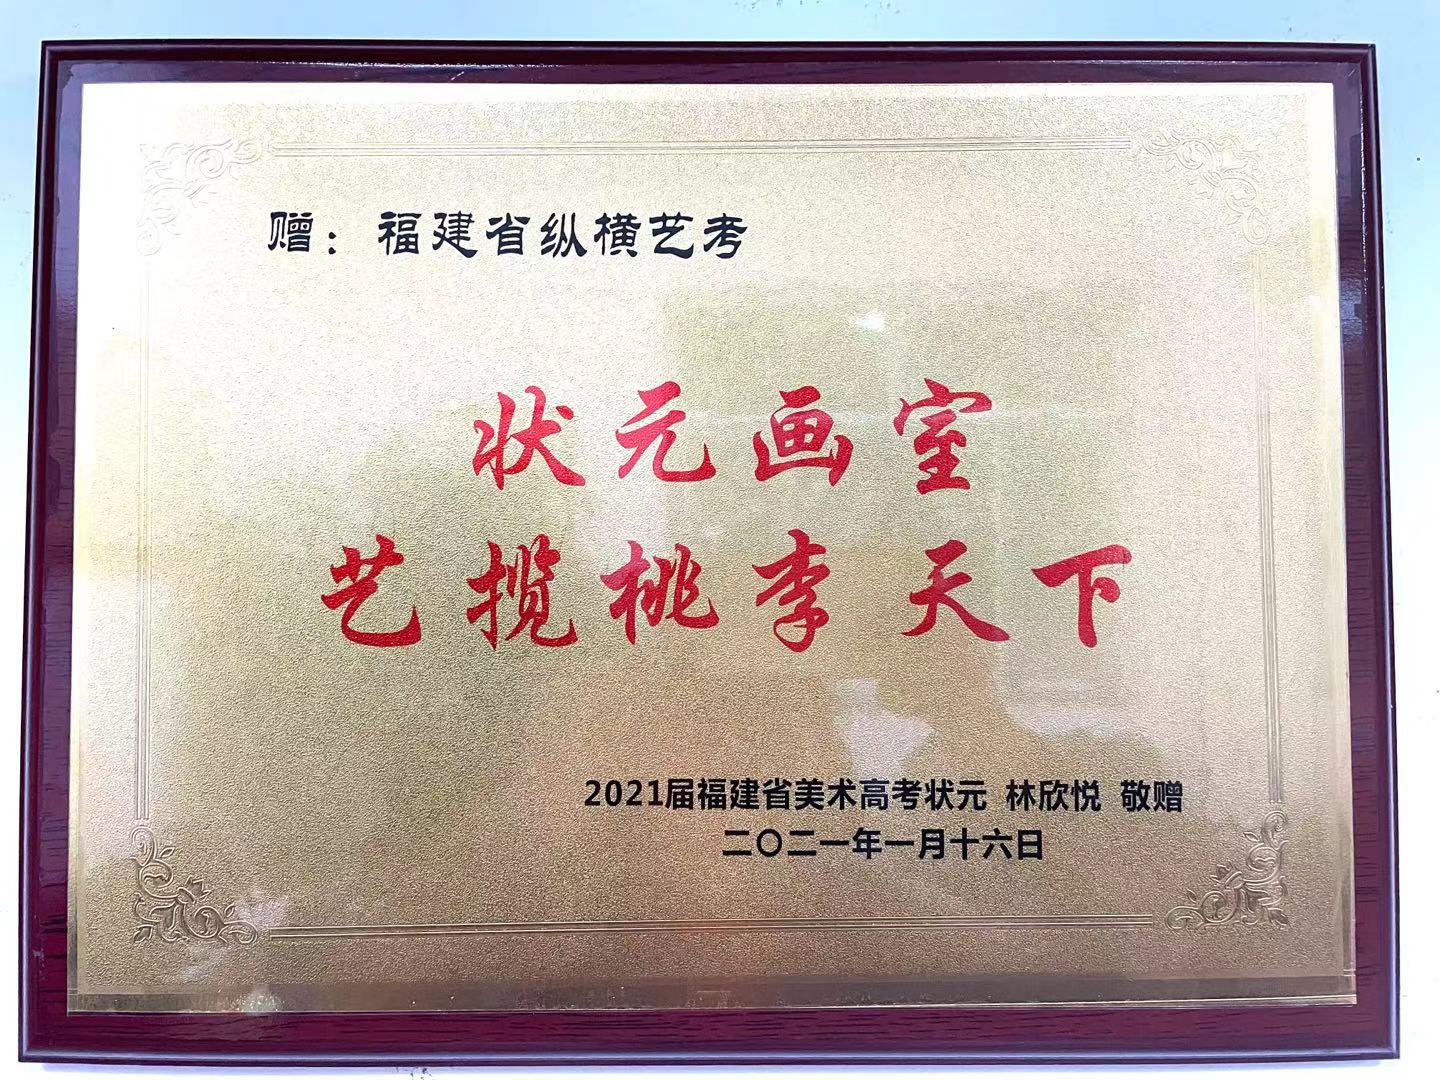 赠：福建省纵横艺考
状元画室
艺揽桃李天下
2021届福建省美术高考状元 林欣悦 敬赠
二〇二一年一月十六日